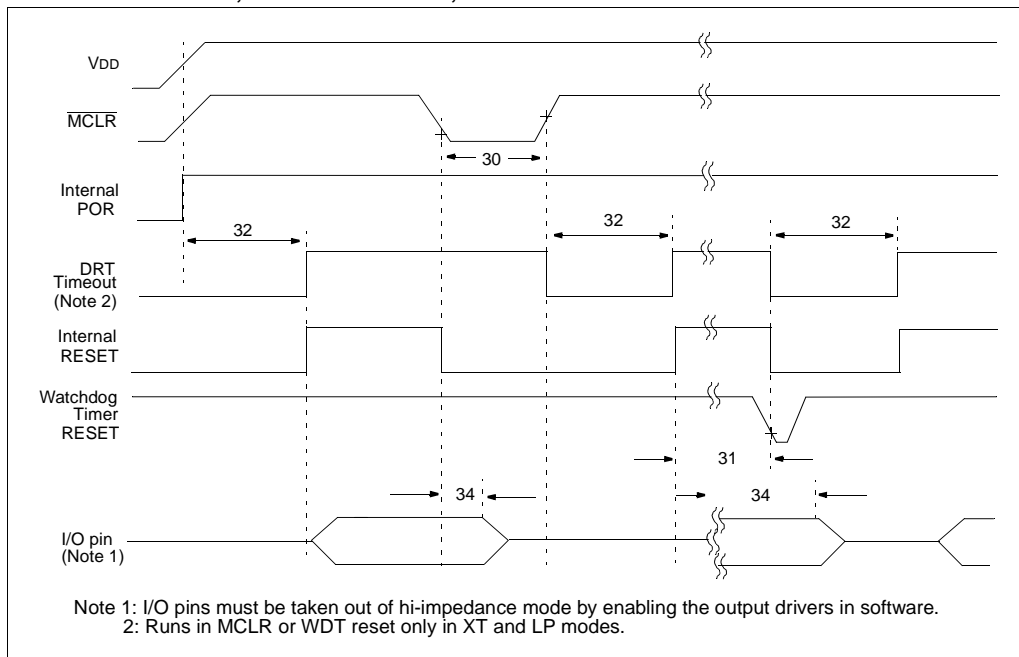 VDD
MCLR
30
Internal
POR
32
32
32
DRT
Timeout
(Note 2)
Internal
RESET
Watchdog
Timer
RESET
31
34
34
I/O pin
(Note 1)
Note 1: I/O pins must be taken out of hi-impedance mode by enabling the output drivers in software.
2: Runs in MCLR or WDT reset only in XT and LP modes.